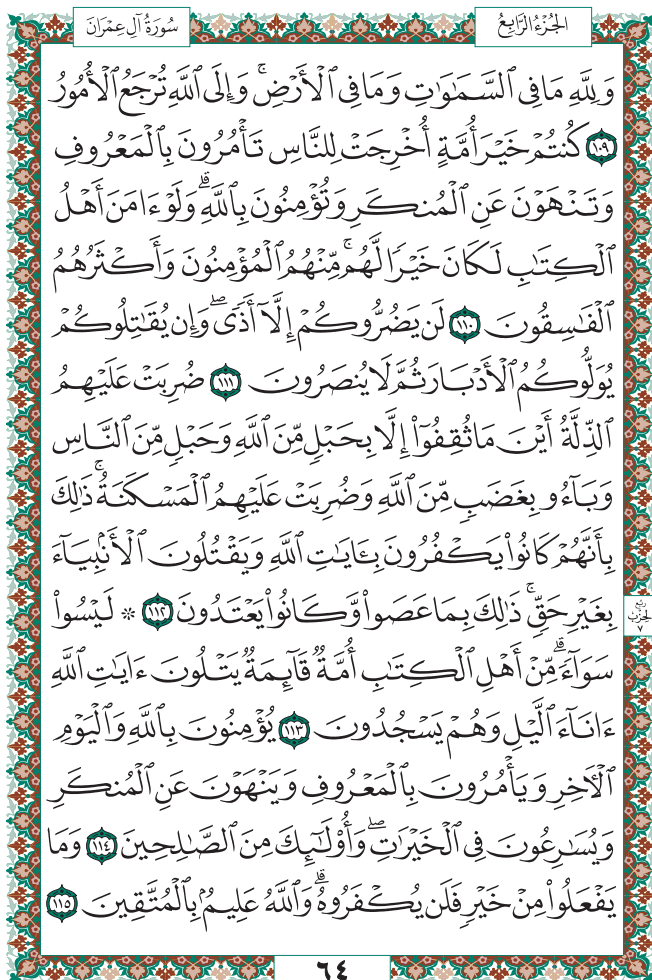 الجُزْءُ الرَّابِعُ
سُورَةُ آلِ عِمْرَان
وَلِلَّهِ مَا فِي ٱلسَّمَٰوَٰتِ وَمَا فِي ٱلْأَرْضِۚ وَإِلَى ٱللَّهِ تُرْجَعُ ٱلْأُمُورُ
١٠٩ كُنتُمْ خَيْرَ أُمَّةٍ أُخْرِجَتْ لِلنَّاسِ تَأْمُرُونَ بِٱلْمَعْرُوفِ
وَتَنْهَوْنَ عَنِ ٱلْمُنكَرِ وَتُؤْمِنُونَ بِٱللَّهِۗ وَلَوْ ءَامَنَ أَهْلُ
ٱلْكِتَٰبِ لَكَانَ خَيْرًا لَّهُمۚ مِّنْهُمُ ٱلْمُؤْمِنُونَ وَأَكْثَرُهُمُ
ٱلْفَٰسِقُونَ ١١٠ لَن يَضُرُّوكُمْ إِلَّآ أَذًىۖ وَإِن يُقَٰتِلُوكُمْ
يُوَلُّوكُمُ ٱلْأَدْبَارَ ثُمَّ لَا يُنصَرُونَ ١١١ ضُرِبَتْ عَلَيْهِمُ
ٱلذِّلَّةُ أَيْنَ مَا ثُقِفُوٓا۟ إِلَّا بِحَبْلٍ مِّنَ ٱللَّهِ وَحَبْلٍ مِّنَ ٱلنَّاسِ
وَبَآءُو بِغَضَبٍ مِّنَ ٱللَّهِ وَضُرِبَتْ عَلَيْهِمُ ٱلْمَسْكَنَةُۚ ذَٰلِكَ
بِأَنَّهُمْ كَانُوا۟ يَكْفُرُونَ بِـَٔايَٰتِ ٱللَّهِ وَيَقْتُلُونَ ٱلْأَنۢبِيَآءَ
بِغَيْرِ حَقٍّۚ ذَٰلِكَ بِمَا عَصَوا۟ وَّكَانُوا۟ يَعْتَدُونَ ١١٢ * لَيْسُوا۟
رُبْعُ الحِزْبِ ٧
سَوَآءًۗ مِّنْ أَهْلِ ٱلْكِتَٰبِ أُمَّةٌ قَآئِمَةٌ يَتْلُونَ ءَايَٰتِ ٱللَّهِ
ءَانَآءَ ٱلَّيْلِ وَهُمْ يَسْجُدُونَ ١١٣ يُؤْمِنُونَ بِٱللَّهِ وَٱلْيَوْمِ
ٱلْءَاخِرِ وَيَأْمُرُونَ بِٱلْمَعْرُوفِ وَيَنْهَوْنَ عَنِ ٱلْمُنكَرِ
وَيُسَٰرِعُونَ فِي ٱلْخَيْرَٰتِۖ وَأُو۟لَٰٓئِكَ مِنَ ٱلصَّٰلِحِينَ ١١٤ وَمَا
يَفْعَلُوا۟ مِنْ خَيْرٍ فَلَن يُكْفَرُوهُۗ وَٱللَّهُ عَلِيمٌۢ بِٱلْمُتَّقِينَ ١١٥
٦٤